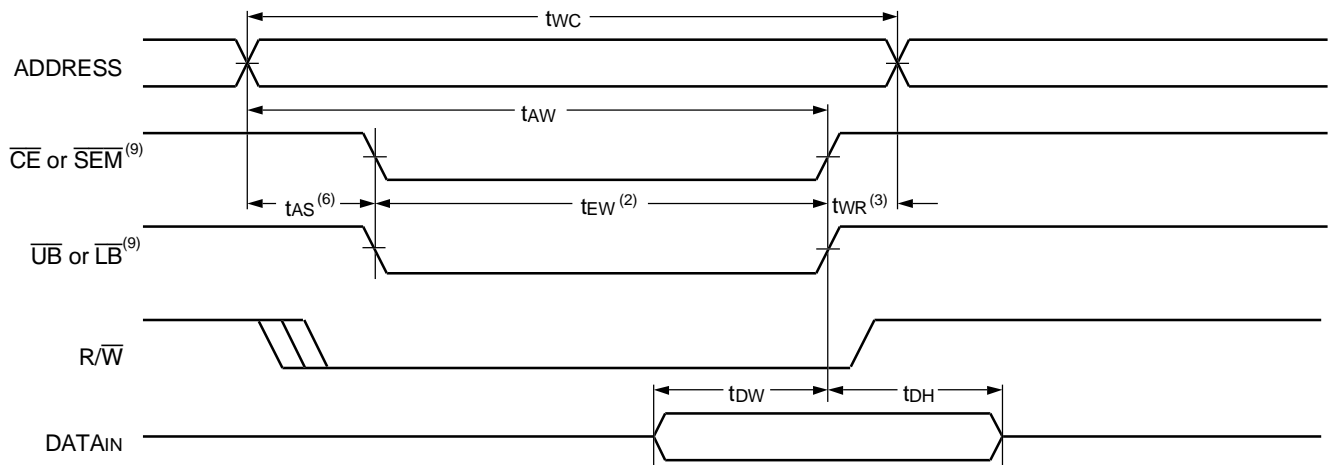 tWC
ADDRESS
tAW
CE or SEM(9)
tAS(6) tEW(2) tWR(3)
UB or LB(9)
R/W
tDW tDH
DATAIN